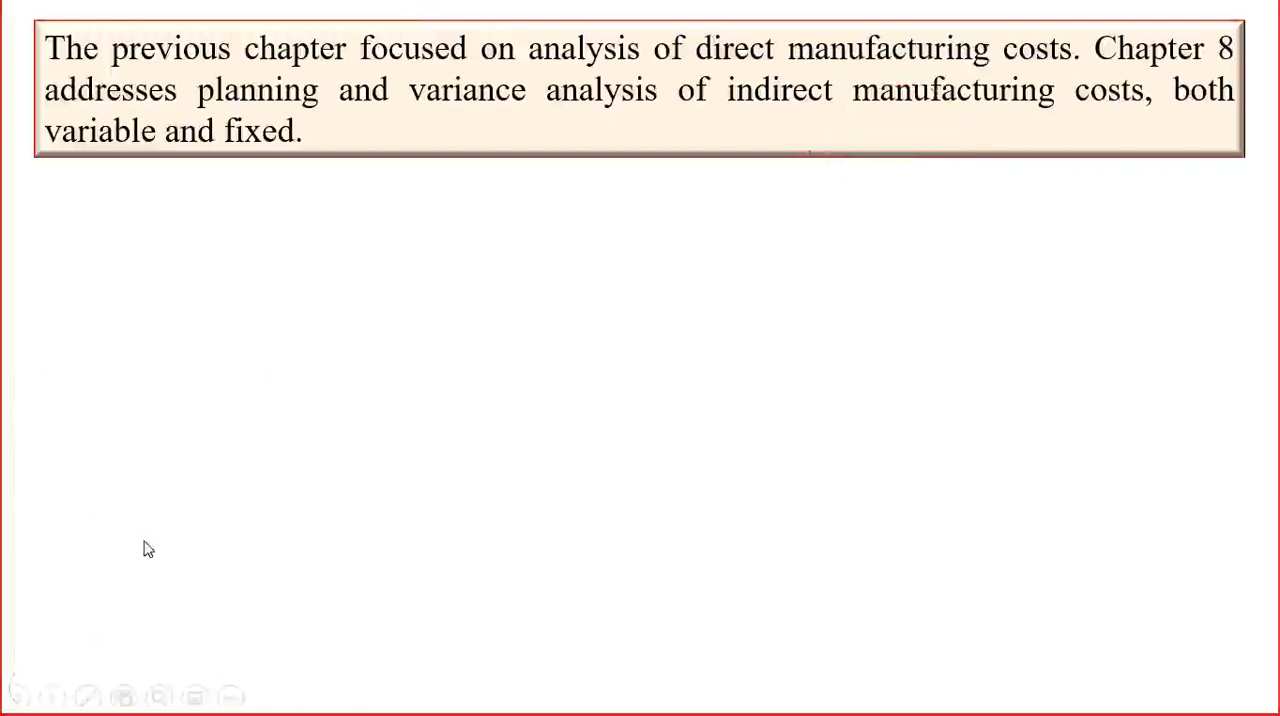 The previous chapter focused on analysis of direct manufacturing costs. Chapter 8
addresses planning and variance analysis of indirect manufacturing costs, both
variable and fixed.